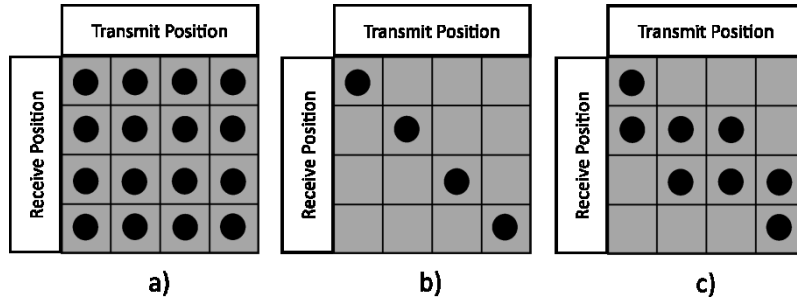 Transmit Position
Transmit Position
Transmit Position
Receive Position
Receive Position
Receive Position
a)
b)
c)